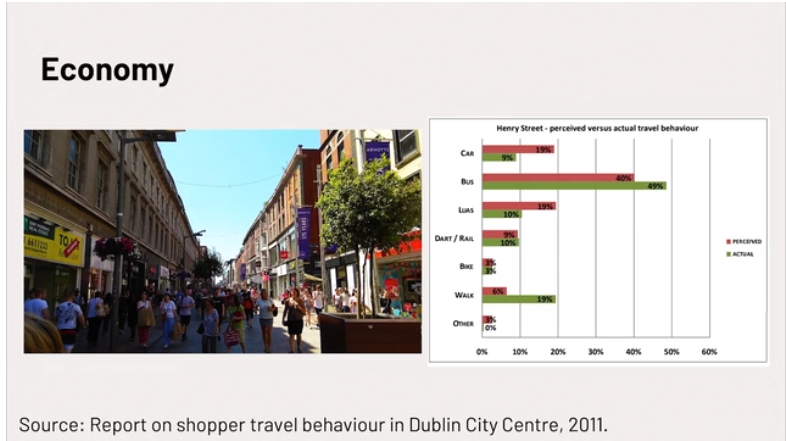 Economy
ARNOTTS
6611333
TO
Henry Street - perceived versus actual travel behaviour
CAR
19%
9%
BUS
40%
49%
LUAS
19%
10%
DART / RAIL
9%
10%
BIKE
3%
3%
WALK
6%
19%
OTHER
3%
0%
PERCEIVED
ACTUAL
0% 10% 20% 30% 40% 50% 60%
Source: Report on shopper travel behaviour in Dublin City Centre, 2011.